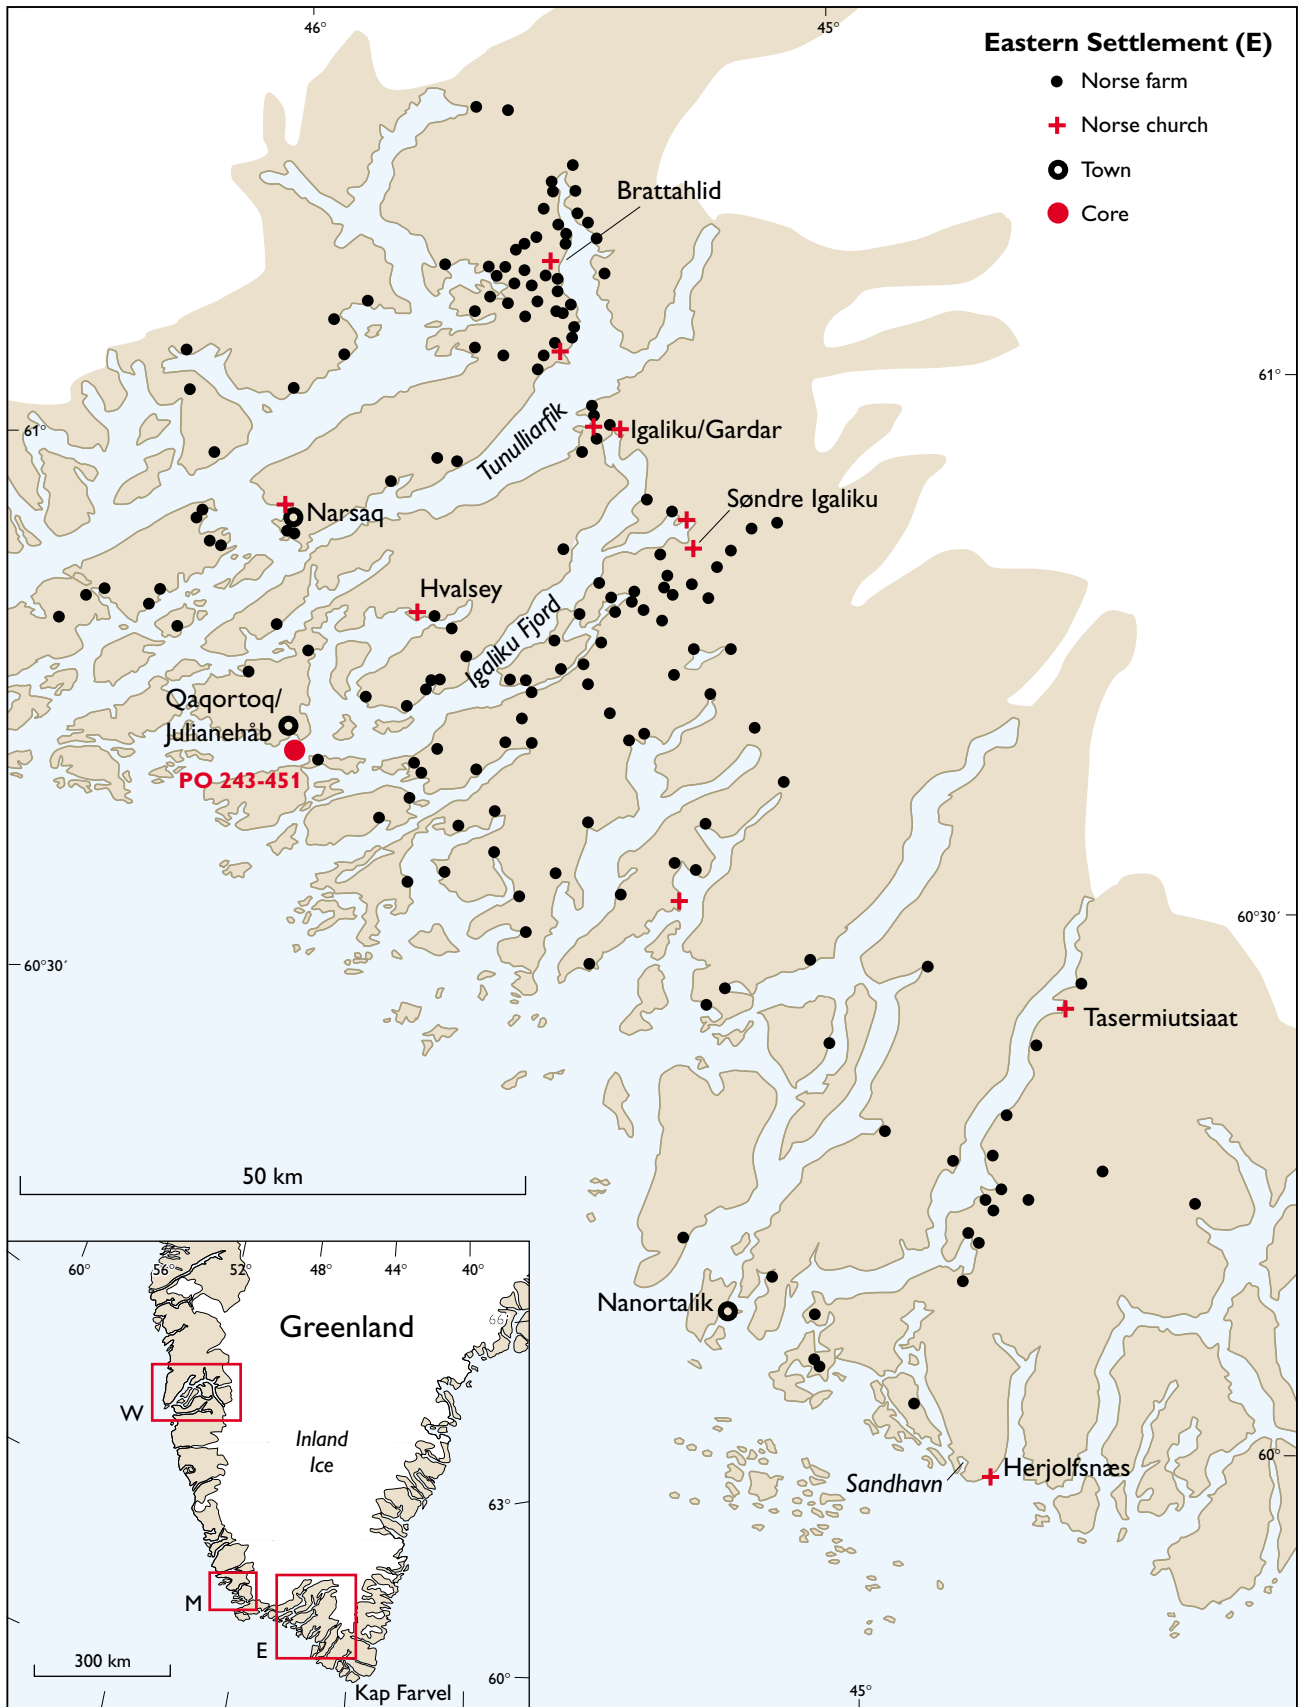 46°
45°
Eastern Settlement (E)
Norse farm
Norse church
Town
Core
Brattahlid
61°
61°
Tunulliarfik
Igaliku/Gardar
Søndre Igaliku
Narsaq
Hvalsey
Igaliku Fjord
Qaqortoq/
Julianehåb
PO 243-451
60°30´
60°30´
Tasermiutsiaat
50 km
Nanortalik
60°
Herjolfsnæs
Sandhavn
45°
60°
56°
52°
48°
44°
40°
66°
Greenland
W
Inland
Ice
63°
M
E
300 km
60°
Kap Farvel